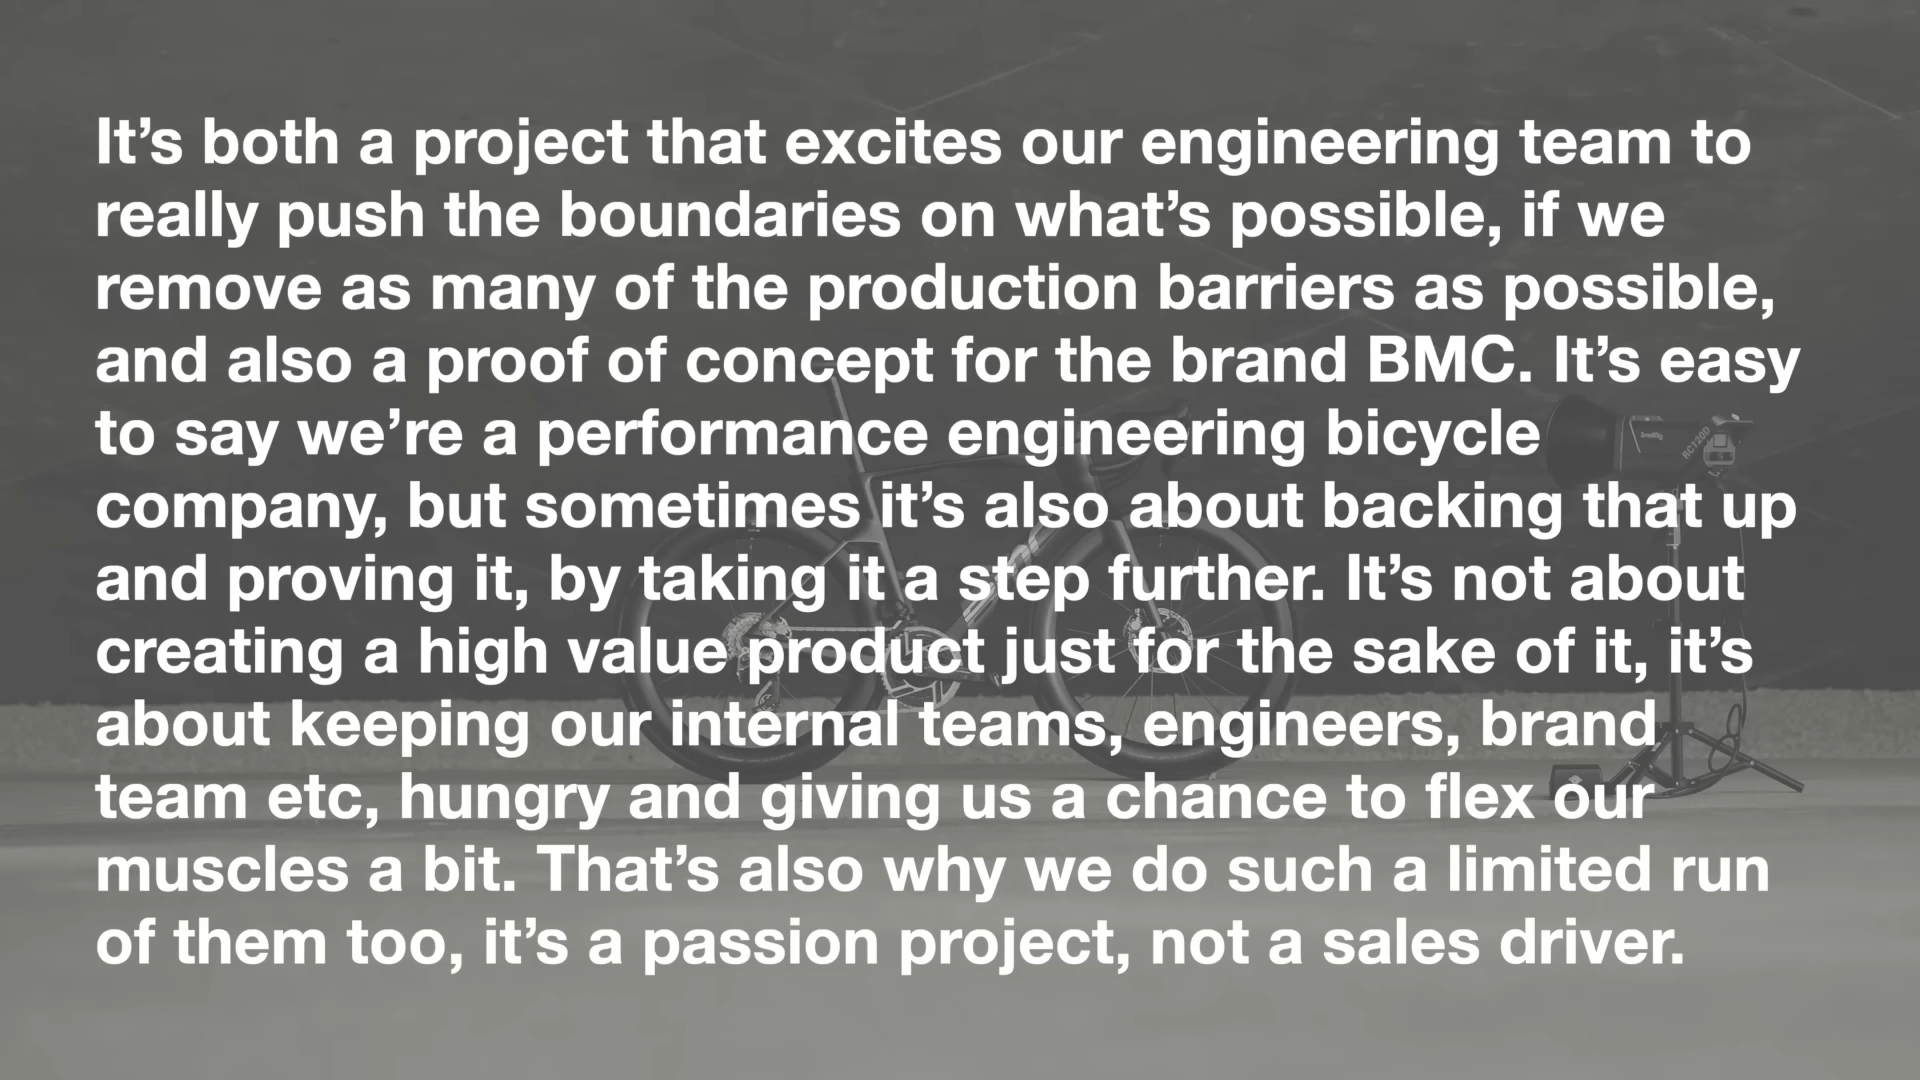 It’s both a project that excites our engineering team to
really push the boundaries on what’s possible, if we
remove as many of the production barriers as possible,
and also a proof of concept for the brand BMC. It’s easy
to say we’re a performance engineering bicycle
company, but sometimes it’s also about backing that up
and proving it, by taking it a step further. It’s not about
creating a high value product just for the sake of it, it’s
about keeping our internal teams, engineers, brand
team etc, hungry and giving us a chance to flex our
muscles a bit. That’s also why we do such a limited run
of them too, it’s a passion project, not a sales driver.
RC120D